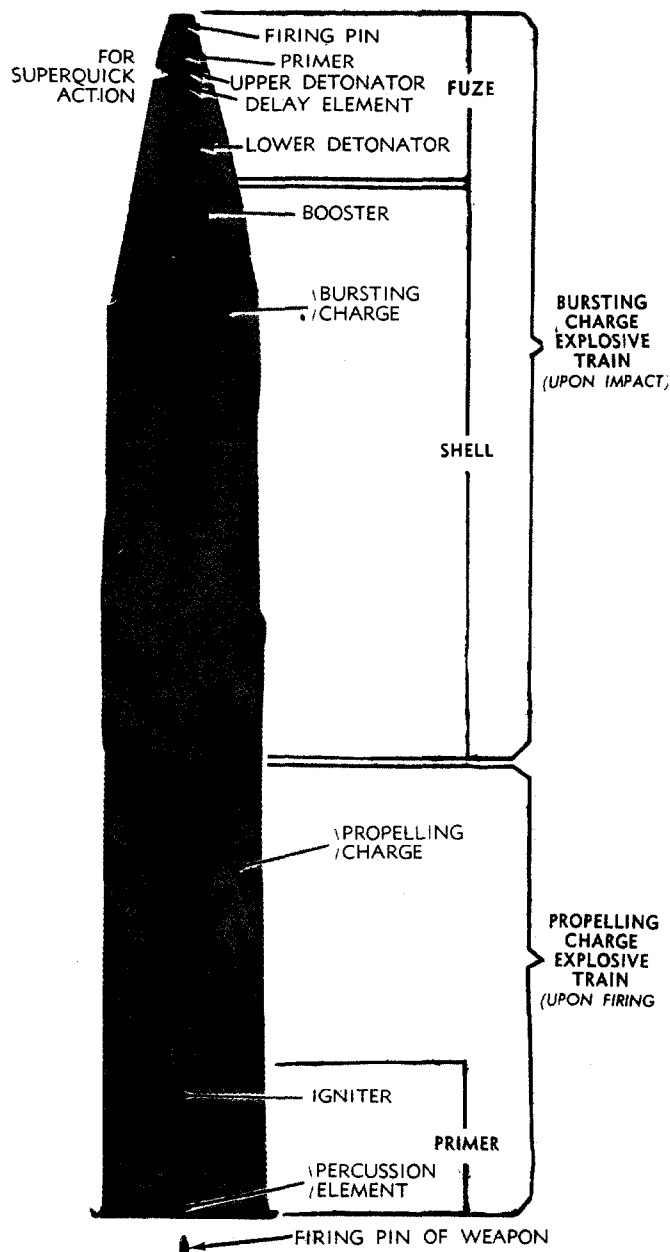 FIRING PIN
PRIMER
FOR
SUPERQUICK
ACTION
UPPER DETONATOR
DELAY ELEMENT
FUZE
LOWER DETONATOR
BOOSTER
BURSTING
CHARGE
BURSTING
CHARGE
EXPLOSIVE
TRAIN
(UPON IMPACT)
SHELL
PROPELLING
CHARGE
PROPELLING
CHARGE
EXPLOSIVE
TRAIN
(UPON FIRING
IGNITER
PRIMER
PERCUSSION
ELEMENT
FIRING PIN OF WEAPON